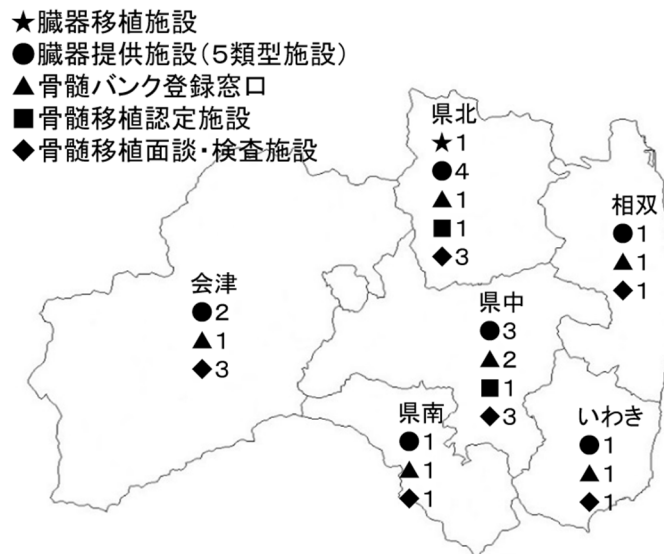 ★臓器移植施設
●臓器提供施設(5類型施設)
▲骨髄バンク登録窓口
■骨髄移植認定施設
◆骨髄移植面談・検査施設
県北
★1
●4
▲1
■1
◆3
相双
●1
▲1
◆1
会津
●2
▲1
◆3
県中
●3
▲2
■1
◆3
県南
●1
▲1
◆1
いわき
●1
▲1
◆1